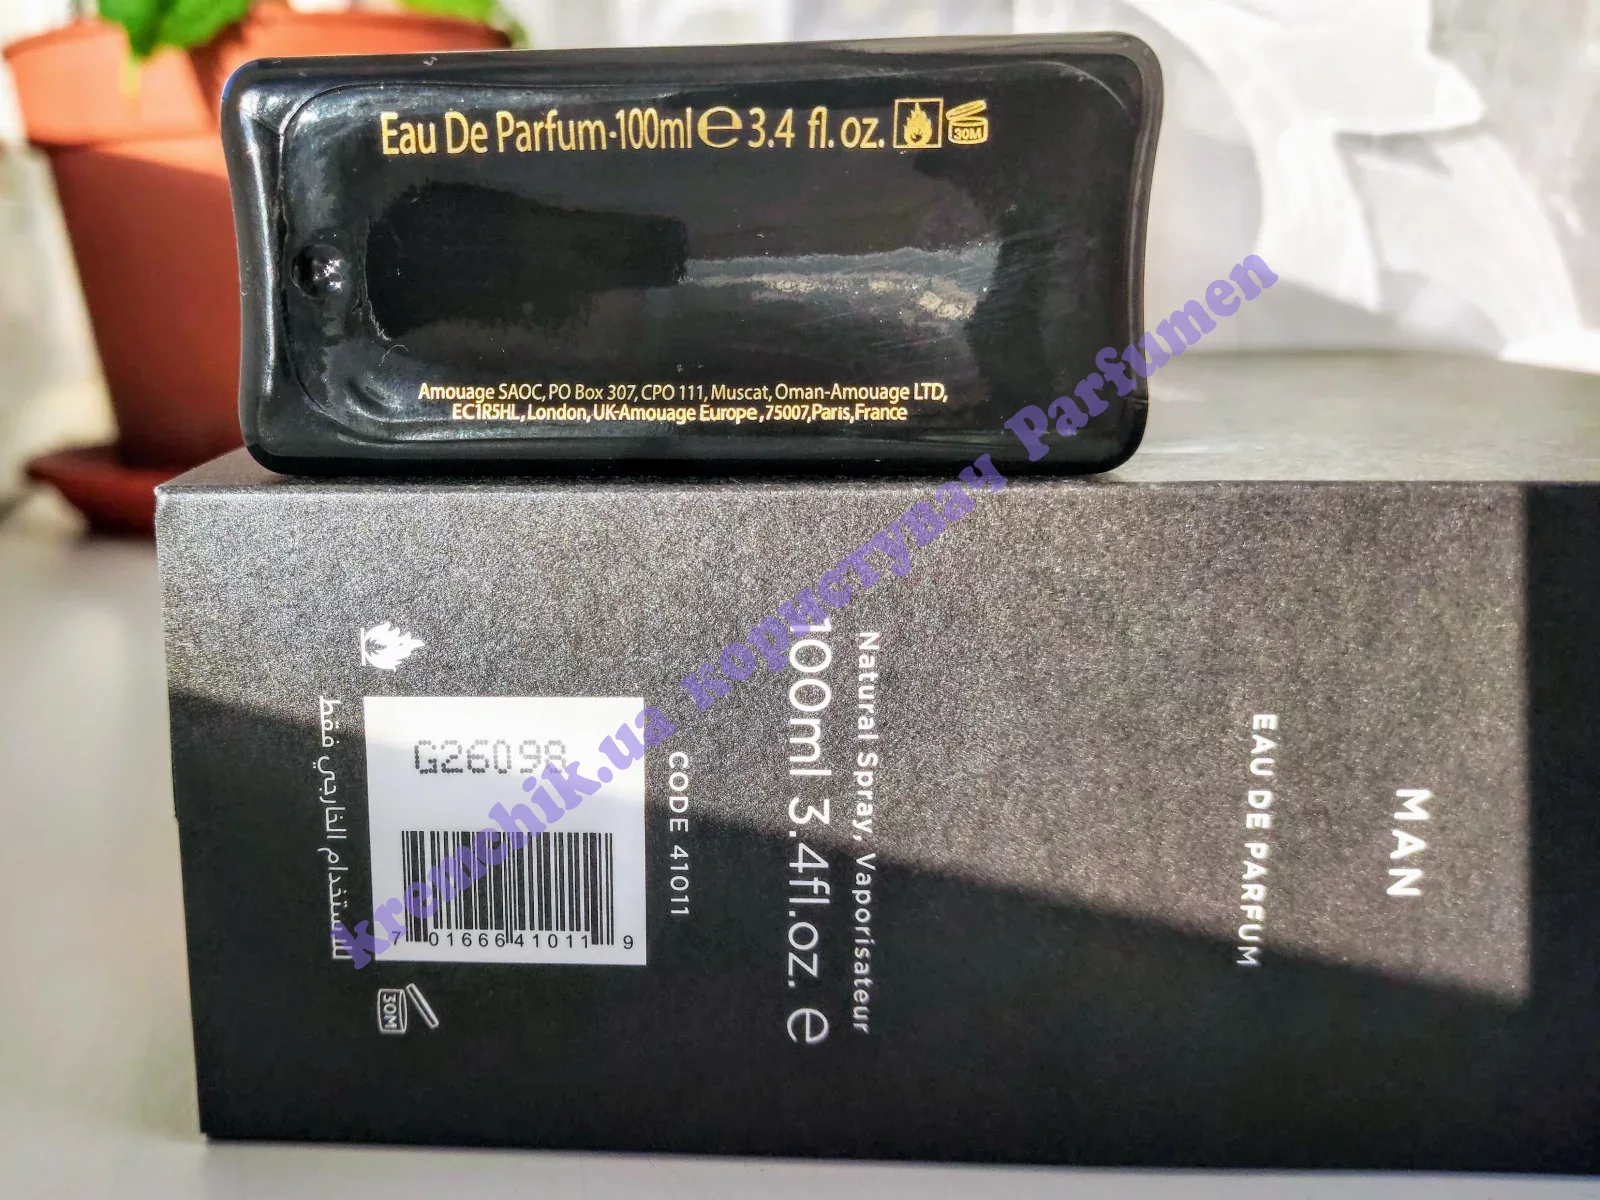 Eau De Parfum·100ml e 3.4 fl. oz.
30M
Amouage SAOC, PO Box 307, CPO 111, Muscat, Oman-Amouage LTD,
EC1R5HL, London, UK-Amouage Europe, 75007, Paris, France
MAN
EAU DE PARFUM
Natural Spray, Vaporisateur
100ml 3.4fl.oz. e
CODE 41011
G26098
7 01666 41011 9
للاستخدام الخارجي فقط
30M
kremchik.ua користувач Parfumen